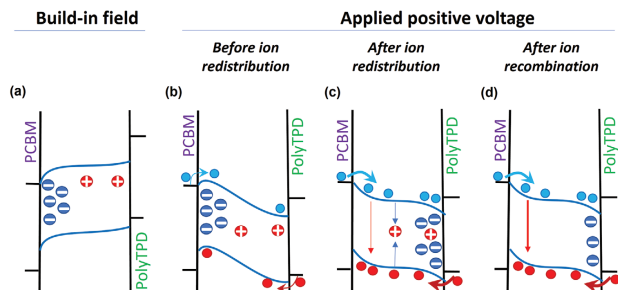 Build-in field
Applied positive voltage
Before ion
redistribution
After ion
redistribution
After ion
recombination
(a)
(b)
(c)
(d)
PCBM
PolyTPD
PCBM
PolyTPD
PCBM
PolyTPD
PCBM
PolyTPD